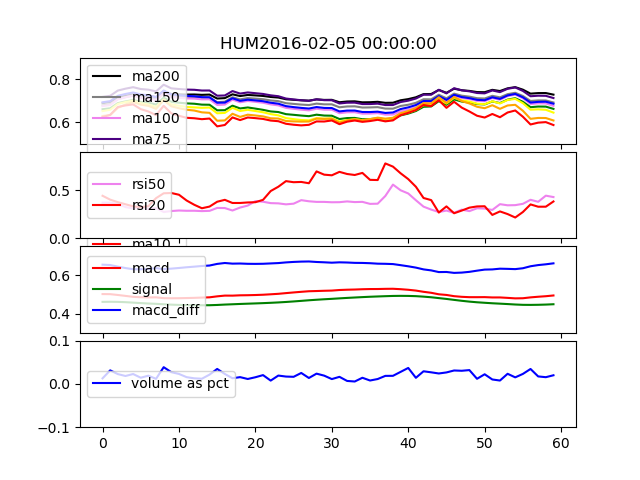 HUM2016-02-05 00:00:00
0.8
0.6
ma200
ma150
ma100
ma75
0.5
0.0
rsi50
rsi20
ma10
0.6
0.4
macd
signal
macd_diff
0.1
0.0
−0.1
volume as pct
0 10 20 30 40 50 60